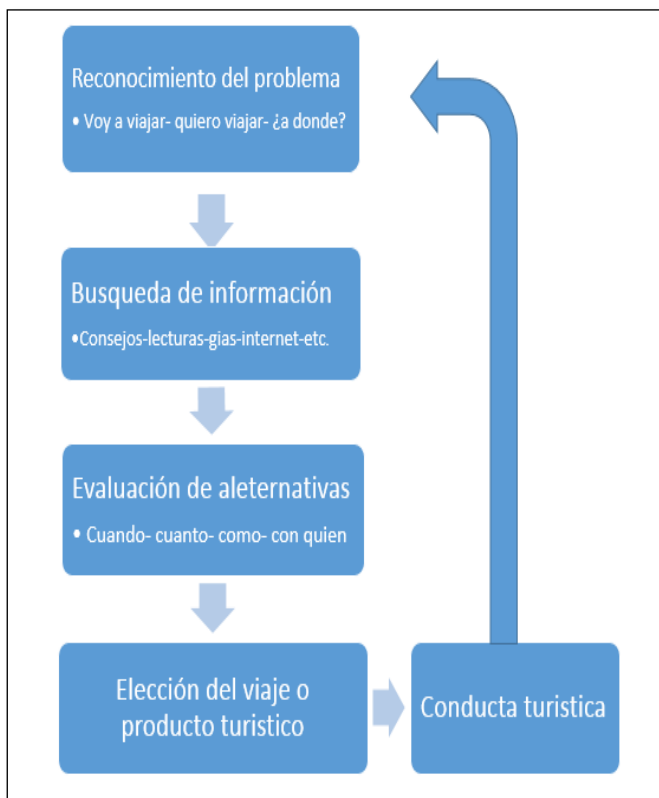 Reconocimiento del problema
• Voy a viajar- quiero viajar- ¿a donde?
Busqueda de información
•Consejos-lecturas-gias-internet-etc.
Evaluación de aleternativas
• Cuando- cuanto- como- con quien
Elección del viaje o
producto turistico
Conducta turistica